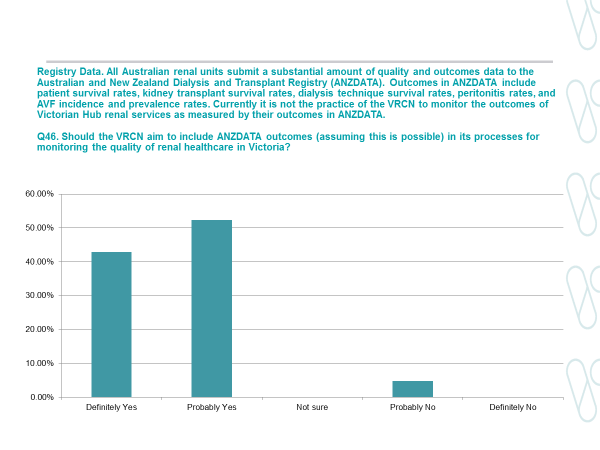 Registry Data. All Australian renal units submit a substantial amount of quality and outcomes data to the
Australian and New Zealand Dialysis and Transplant Registry (ANZDATA). Outcomes in ANZDATA include
patient survival rates, kidney transplant survival rates, dialysis technique survival rates, peritonitis rates, and
AVF incidence and prevalence rates. Currently it is not the practice of the VRCN to monitor the outcomes of
Victorian Hub renal services as measured by their outcomes in ANZDATA.
Q46. Should the VRCN aim to include ANZDATA outcomes (assuming this is possible) in its processes for
monitoring the quality of renal healthcare in Victoria?
60.00%
50.00%
40.00%
30.00%
20.00%
10.00%
0.00%
Definitely Yes Probably Yes Not sure Probably No Definitely No